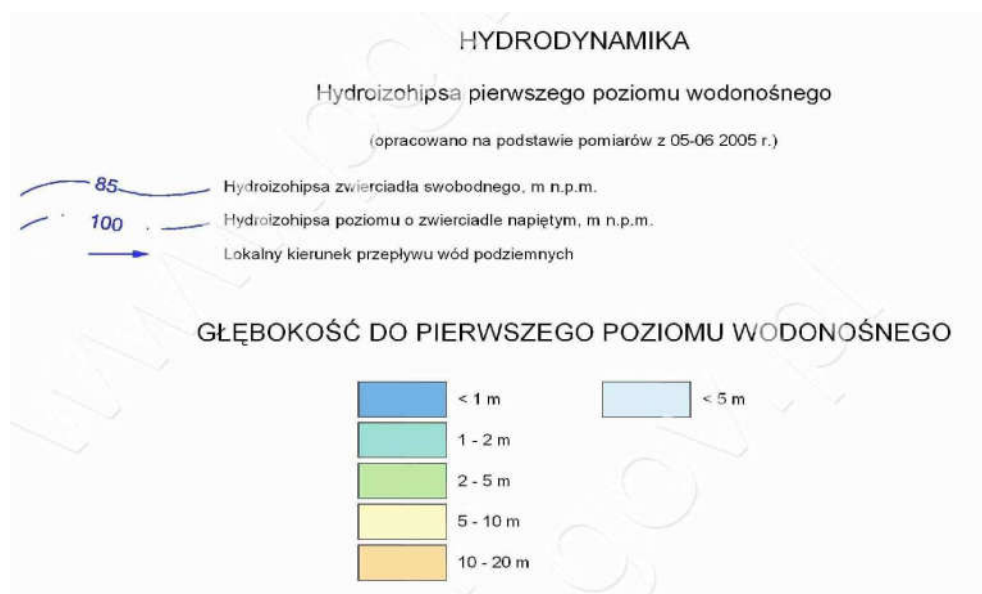 HYDRODYNAMIKA
Hydroizohipsa pierwszego poziomu wodonośnego
(opracowano na podstawie pomiarów z 05-06 2005 r.)
85 Hydroizohipsa zwierciadła swobodnego, m n.p.m.
100 Hydroizohipsa poziomu o zwierciadle napiętym, m n.p.m.
Lokalny kierunek przepływu wód podziemnych
GŁĘBOKOŚĆ DO PIERWSZEGO POZIOMU WODONOŚNEGO
< 1 m < 5 m
1 - 2 m
2 - 5 m
5 - 10 m
10 - 20 m